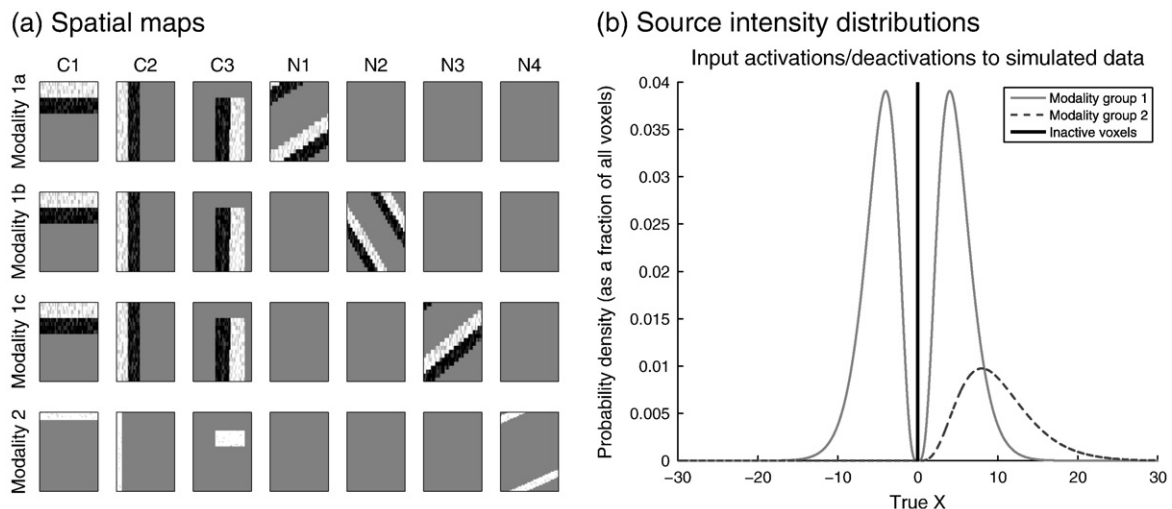 (a) Spatial maps
C1 C2 C3 N1 N2 N3 N4
Modality 1a
Modality 1b
Modality 1c
Modality 2
(b) Source intensity distributions
Input activations/deactivations to simulated data
Probability density (as a fraction of all voxels)
0.04
0.035
0.03
0.025
0.02
0.015
0.01
0.005
0
−30 −20 −10 0 10 20 30
True X
Modality group 1
Modality group 2
Inactive voxels